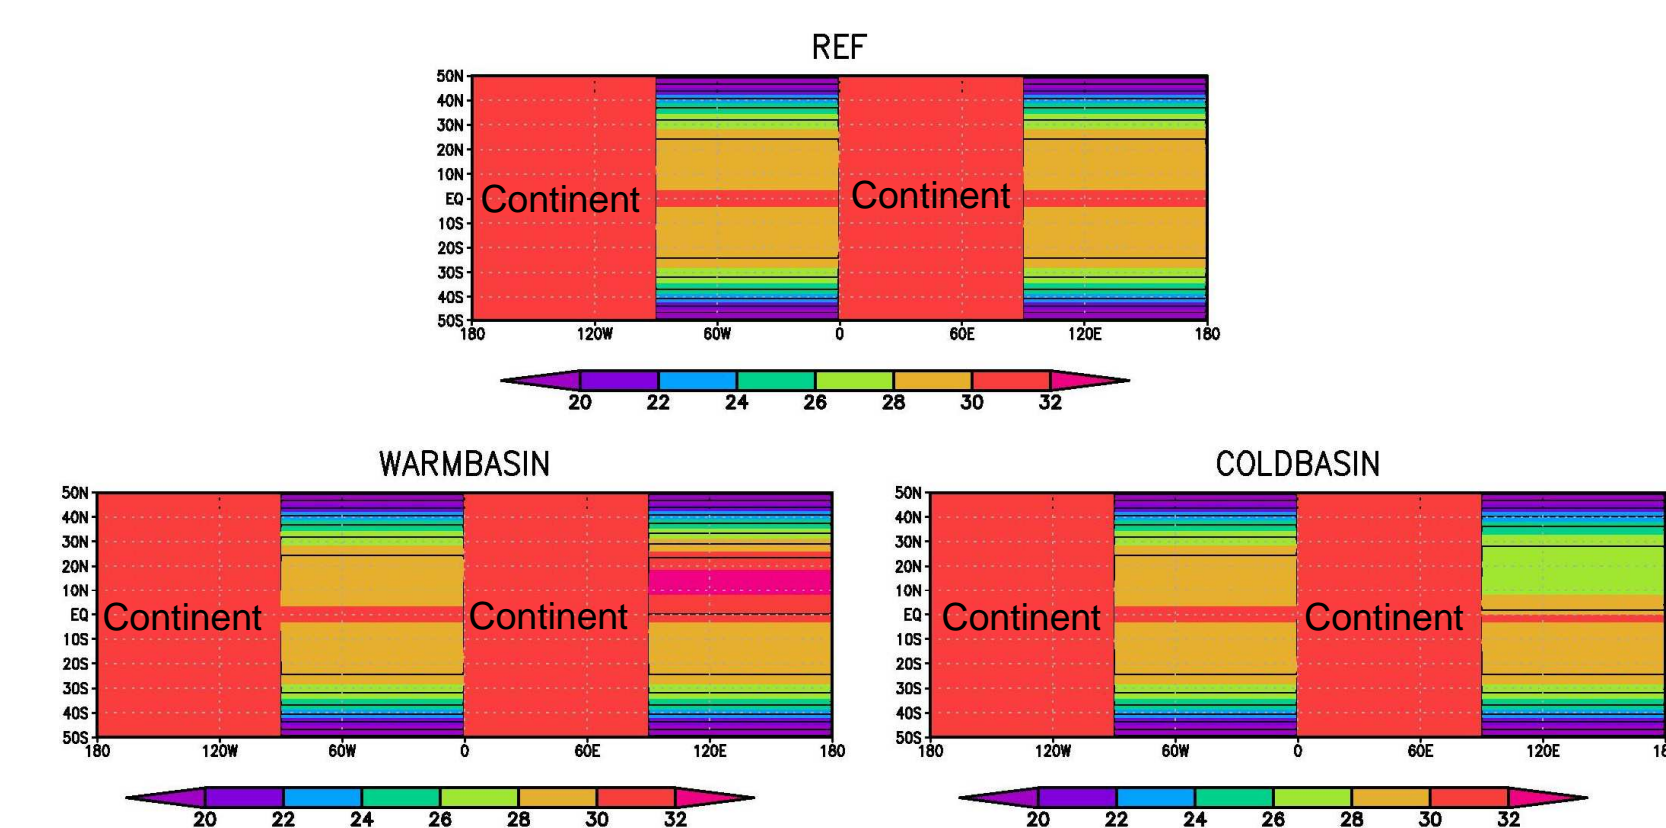 REF
50N
40N
30N
20N
10N
EQ
10S
20S
30S
40S
50S
Continent
Continent
180 120W 60W 0 60E 120E 180
20 22 24 26 28 30 32
WARMBASIN
50N
40N
30N
20N
10N
EQ
10S
20S
30S
40S
50S
Continent
Continent
180 120W 60W 0 60E 120E 180
20 22 24 26 28 30 32
COLDBASIN
50N
40N
30N
20N
10N
EQ
10S
20S
30S
40S
50S
Continent
Continent
180 120W 60W 0 60E 120E
20 22 24 26 28 30 32